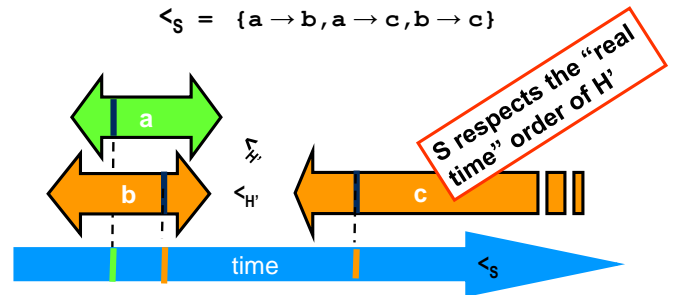 <S = {a → b,a → c,b → c}
S respects the “real
time” order of H’
a
<H’
b
<H’
c
time
<S